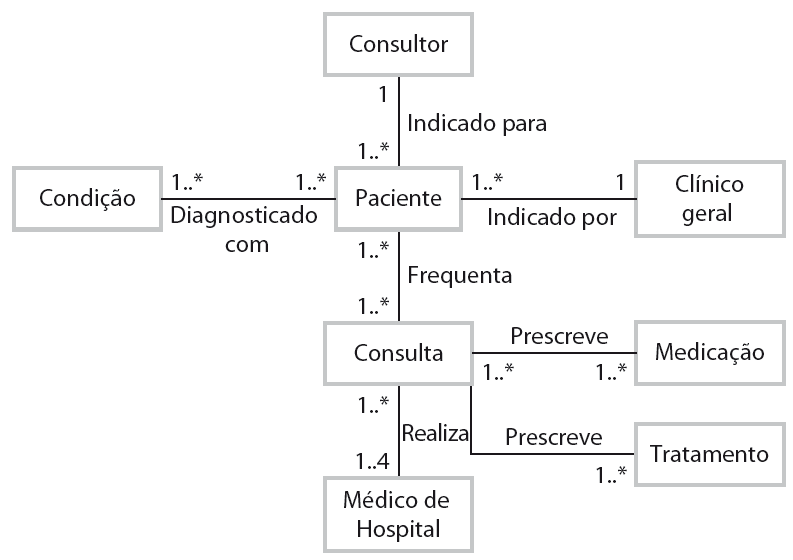 Consultor
1
Indicado para
1..*
1..*
1..*
1..*
1
Condição
Paciente
Clínico
geral
Diagnosticado
com
Indicado por
1..*
Frequenta
1..*
Consulta
Prescreve
Medicação
1..*
1..*
1..*
Realiza
Prescreve
Tratamento
1..4
1..*
Médico de
Hospital